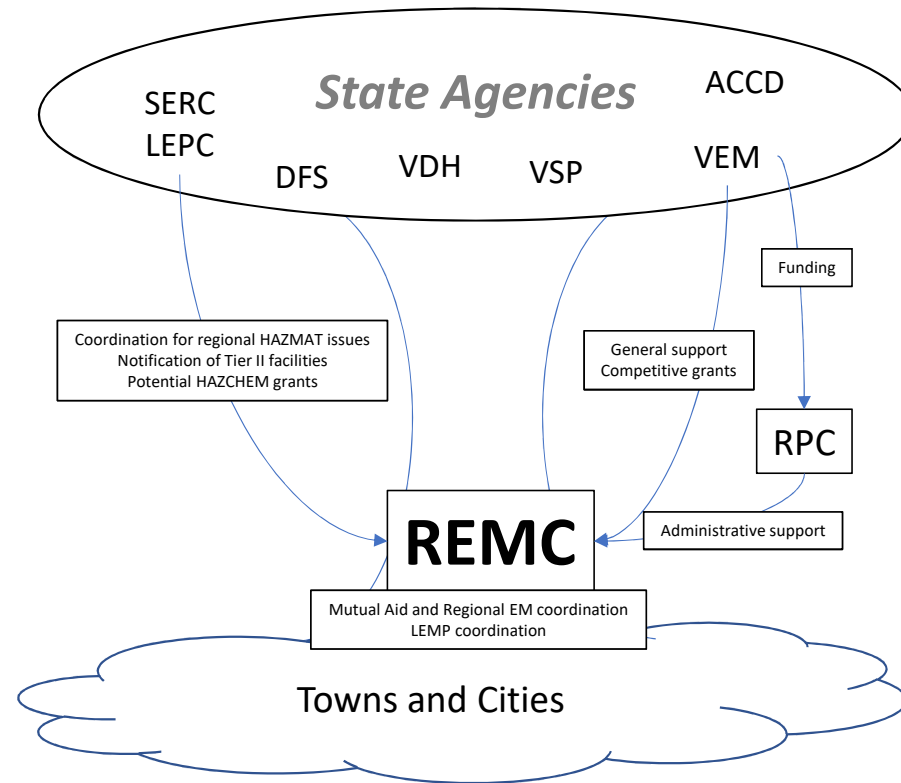 State Agencies
ACCD
SERC
LEPC
DFS
VDH
VSP
VEM
Funding
Coordination for regional HAZMAT issues
Notification of Tier II facilities
Potential HAZCHEM grants
General support
Competitive grants
RPC
REMC
Administrative support
Mutual Aid and Regional EM coordination
LEMP coordination
Towns and Cities